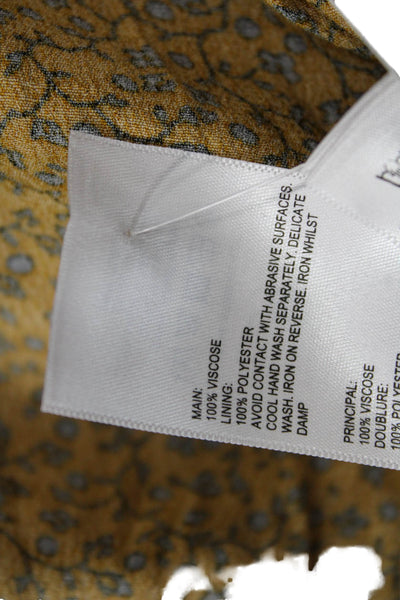 MAIN:
100% VISCOSE
LINING:
100% POLYESTER
AVOID CONTACT WITH ABRASIVE SURFACES.
COOL HAND WASH SEPARATELY. DELICATE
WASH. IRON ON REVERSE. IRON WHILST
DAMP
PRINCIPAL:
100% VISCOSE
DOUBLURE:
100% POLYESTER